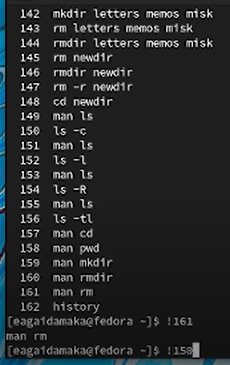 142 mkdir letters memos misk
143 rm letters memos misk
144 rmdir letters memos misk
145 rm newdir
146 rmdir newdir
147 rm -r newdir
148 cd newdir
149 man ls
150 ls -c
151 man ls
152 ls -l
153 man ls
154 ls -R
155 man ls
156 ls -tl
157 man cd
158 man pwd
159 man mkdir
160 man rmdir
161 man rm
162 history
[eagaidamaka@fedora ~]$ !161
man rm
[eagaidamaka@fedora ~]$ !150